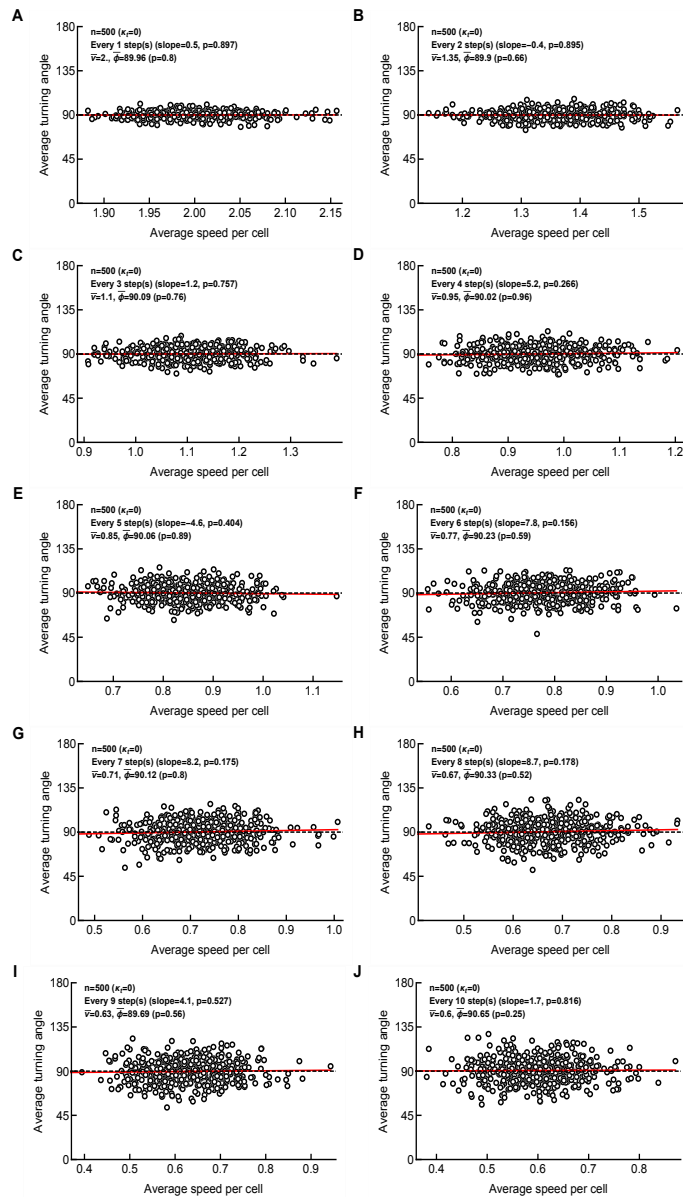 A
n=500 (κt=0)
Every 1 step(s) (slope=0.5, p=0.897)
v̅=2., ϕ̅=89.96 (p=0.8)
Average turning angle
180
135
90
45
0
1.90 1.95 2.00 2.05 2.10 2.15
Average speed per cell
B
n=500 (κt=0)
Every 2 step(s) (slope=−0.4, p=0.895)
v̅=1.35, ϕ̅=89.9 (p=0.66)
Average turning angle
180
135
90
45
0
1.2 1.3 1.4 1.5
Average speed per cell
C
n=500 (κt=0)
Every 3 step(s) (slope=1.2, p=0.757)
v̅=1.1, ϕ̅=90.09 (p=0.76)
Average turning angle
180
135
90
45
0
0.9 1.0 1.1 1.2 1.3
Average speed per cell
D
n=500 (κt=0)
Every 4 step(s) (slope=5.2, p=0.266)
v̅=0.95, ϕ̅=90.02 (p=0.96)
Average turning angle
180
135
90
45
0
0.8 0.9 1.0 1.1 1.2
Average speed per cell
E
n=500 (κt=0)
Every 5 step(s) (slope=−4.6, p=0.404)
v̅=0.85, ϕ̅=90.06 (p=0.89)
Average turning angle
180
135
90
45
0
0.7 0.8 0.9 1.0 1.1
Average speed per cell
F
n=500 (κt=0)
Every 6 step(s) (slope=7.8, p=0.156)
v̅=0.77, ϕ̅=90.23 (p=0.59)
Average turning angle
180
135
90
45
0
0.6 0.7 0.8 0.9 1.0
Average speed per cell
G
n=500 (κt=0)
Every 7 step(s) (slope=8.2, p=0.175)
v̅=0.71, ϕ̅=90.12 (p=0.8)
Average turning angle
180
135
90
45
0
0.5 0.6 0.7 0.8 0.9 1.0
Average speed per cell
H
n=500 (κt=0)
Every 8 step(s) (slope=8.7, p=0.178)
v̅=0.67, ϕ̅=90.33 (p=0.52)
Average turning angle
180
135
90
45
0
0.5 0.6 0.7 0.8 0.9
Average speed per cell
I
n=500 (κt=0)
Every 9 step(s) (slope=4.1, p=0.527)
v̅=0.63, ϕ̅=89.69 (p=0.56)
Average turning angle
180
135
90
45
0
0.4 0.5 0.6 0.7 0.8 0.9
Average speed per cell
J
n=500 (κt=0)
Every 10 step(s) (slope=1.7, p=0.816)
v̅=0.6, ϕ̅=90.65 (p=0.25)
Average turning angle
180
135
90
45
0
0.4 0.5 0.6 0.7 0.8
Average speed per cell